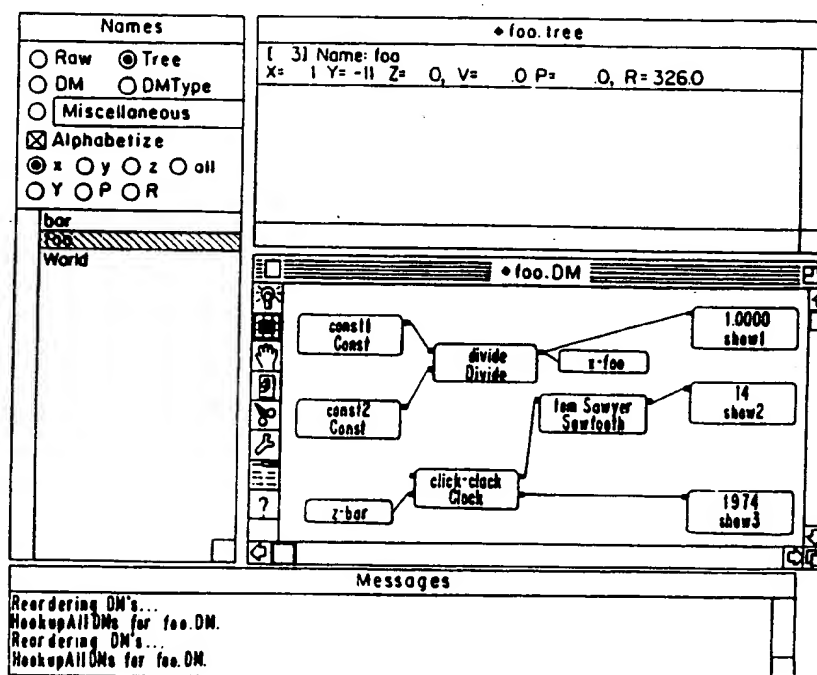 Names
Raw Tree
DM DMType
Miscellaneous
Alphabetize
x y z all
Y P R
bar
foo
World
•foo.tree
[ 3] Name: foo
X= 1 Y= -11 Z= 0, V= .0 P= .0, R= 326.0
•foo.DM
const1
Const
divide
Divide
x-foo
1.0000
show1
const2
Const
tom Sawyer
Sawtooth
14
show2
click-clack
Clock
z-bar
1974
show3
?
Messages
Reordering DM's...
HookupAllDMs for foo.DM.
Reordering DM's...
HookupAllDMs for foo.DM.